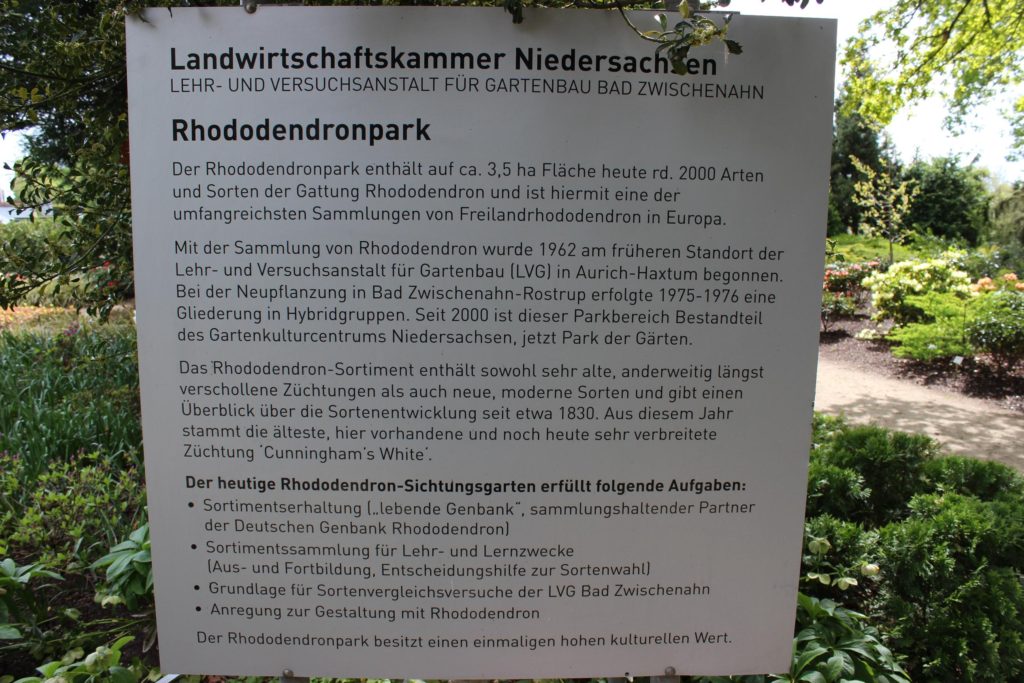 Landwirtschaftskammer Niedersachsen
LEHR- UND VERSUCHSANSTALT FÜR GARTENBAU BAD ZWISCHENAHN
Rhododendronpark
Der Rhododendronpark enthält auf ca. 3,5 ha Fläche heute rd. 2000 Arten
und Sorten der Gattung Rhododendron und ist hiermit eine der
umfangreichsten Sammlungen von Freilandrhododendron in Europa.
Mit der Sammlung von Rhododendron wurde 1962 am früheren Standort der
Lehr- und Versuchsanstalt für Gartenbau (LVG) in Aurich-Haxtum begonnen.
Bei der Neupflanzung in Bad Zwischenahn-Rostrup erfolgte 1975-1976 eine
Gliederung in Hybridgruppen. Seit 2000 ist dieser Parkbereich Bestandteil
des Gartenkulturcentrums Niedersachsen, jetzt Park der Gärten.
Das Rhododendron-Sortiment enthält sowohl sehr alte, anderweitig längst
verschollene Züchtungen als auch neue, moderne Sorten und gibt einen
Überblick über die Sortenentwicklung seit etwa 1830. Aus diesem Jahr
stammt die älteste, hier vorhandene und noch heute sehr verbreitete
Züchtung 'Cunningham's White'.
Der heutige Rhododendron-Sichtungsgarten erfüllt folgende Aufgaben:
• Sortimentserhaltung („lebende Genbank“, sammlungshaltender Partner
der Deutschen Genbank Rhododendron)
• Sortimentssammlung für Lehr- und Lernzwecke
(Aus- und Fortbildung, Entscheidungshilfe zur Sortenwahl)
• Grundlage für Sortenvergleichsversuche der LVG Bad Zwischenahn
• Anregung zur Gestaltung mit Rhododendron
Der Rhododendronpark besitzt einen einmaligen hohen kulturellen Wert.